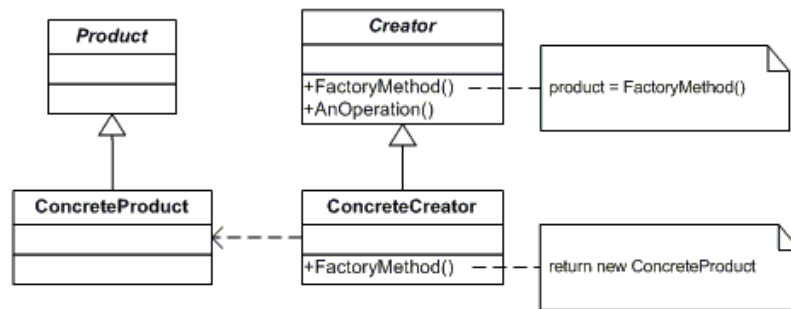 Product
Creator
+FactoryMethod()
+AnOperation()
product = FactoryMethod()
ConcreteProduct
ConcreteCreator
+FactoryMethod()
return new ConcreteProduct